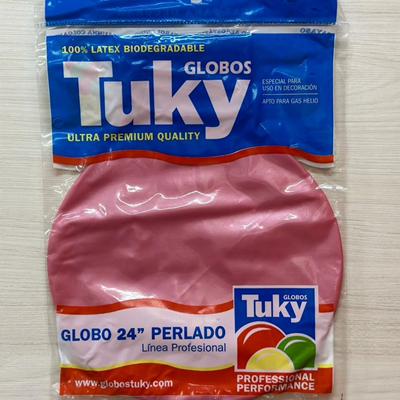 100% LATEX BIODEGRADABLE
GLOBOS
Tuky
ESPECIAL PARA
USO EN DECORACIÓN
APTO PARA GAS HELIO
ULTRA PREMIUM QUALITY
GLOBO 24” PERLADO
Línea Profesional
GLOBOS
Tuky
PROFESSIONAL
PERFORMANCE
www.globostuky.com